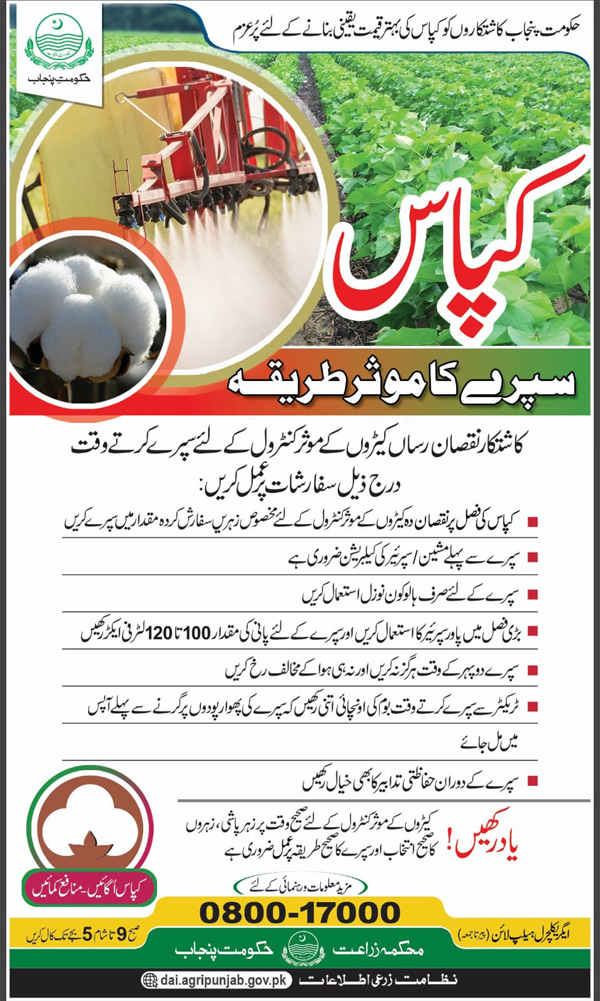 حکومت پنجاب کاشتکاروں کو کپاس کی بہتر قیمت یقینی بنانے کے لئے پُرعزم
حکومت پنجاب
کپاس
سپرے کا موثر طریقہ
کاشتکار نقصان رساں کیڑوں کے موثر کنٹرول کے لئے سپرے کرتے وقت
درج ذیل سفارشات پر عمل کریں:
■ کپاس کی فصل پر نقصان دہ کیڑوں کے موثر کنٹرول کے لئے مخصوص زہریں سفارش کردہ مقدار میں سپرے کریں
■ سپرے سے پہلے مشین / سپرئیر کی کیلبریشن ضروری ہے
■ سپرے کے لئے صرف ہالوکون نوزل استعمال کریں
■ بڑی فصل میں پاور سپرئیر کا استعمال کریں اور سپرے کے لئے پانی کی مقدار 100 تا 120 لٹر فی ایکڑ رکھیں
■ سپرے دوپہر کے وقت ہرگز نہ کریں اور نہ ہی ہوا کے مخالف رخ کریں
■ ٹریکٹر سے سپرے کرتے وقت بوم کی اونچائی اتنی رکھیں کہ سپرے کی پھوار پودوں پر گرنے سے پہلے آپس
میں مل جائے
■ سپرے کے دوران حفاظتی تدابیر کا بھی خیال رکھیں
یاد رکھیں!
کیڑوں کے موثر کنٹرول کے لئے صحیح وقت پر زہر پاشی، زہروں
کا صحیح انتخاب اور سپرے کا صحیح طریقہ پر عمل ضروری ہے
کپاس اُگائیں - منافع کمائیں
مزید معلومات و رہنمائی کے لئے
0800-17000
ایگریکلچرل ہیلپ لائن (پیر تا جمعہ)
صبح 9 تا شام 5 بجے تک کال کریں
محکمہ زراعت حکومت پنجاب
نظامت زرعی اطلاعات
dai.agripunjab.gov.pk